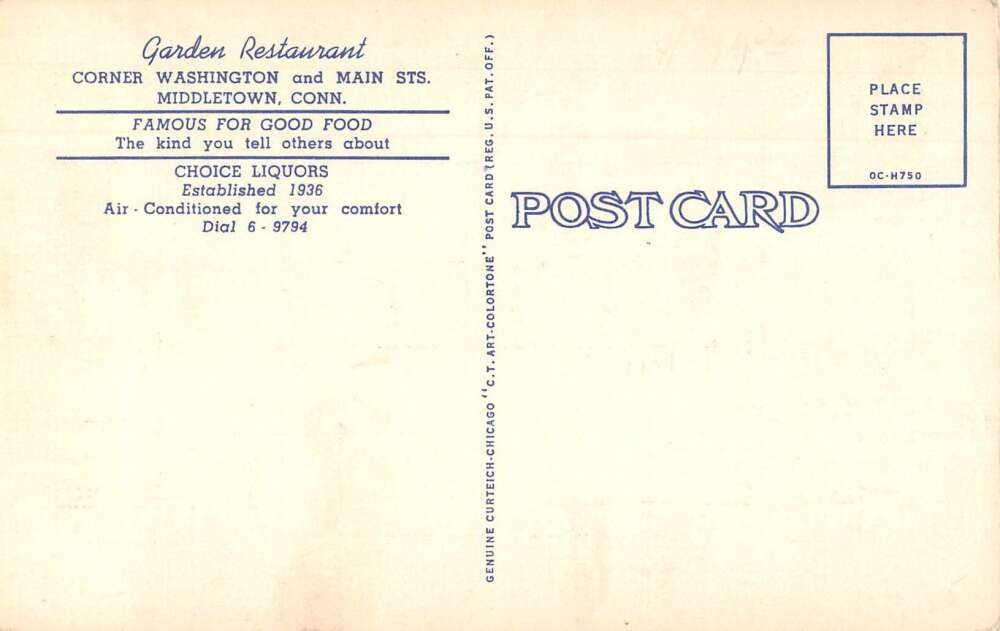 Garden Restaurant
CORNER WASHINGTON and MAIN STS.
MIDDLETOWN, CONN.
FAMOUS FOR GOOD FOOD
The kind you tell others about
CHOICE LIQUORS
Established 1936
Air - Conditioned for your comfort
Dial 6 - 9794
GENUINE CURTEICH-CHICAGO "C.T. ART-COLORTONE" POST CARD (REG. U.S. PAT. OFF.)
POST CARD
PLACE
STAMP
HERE
OC-H750